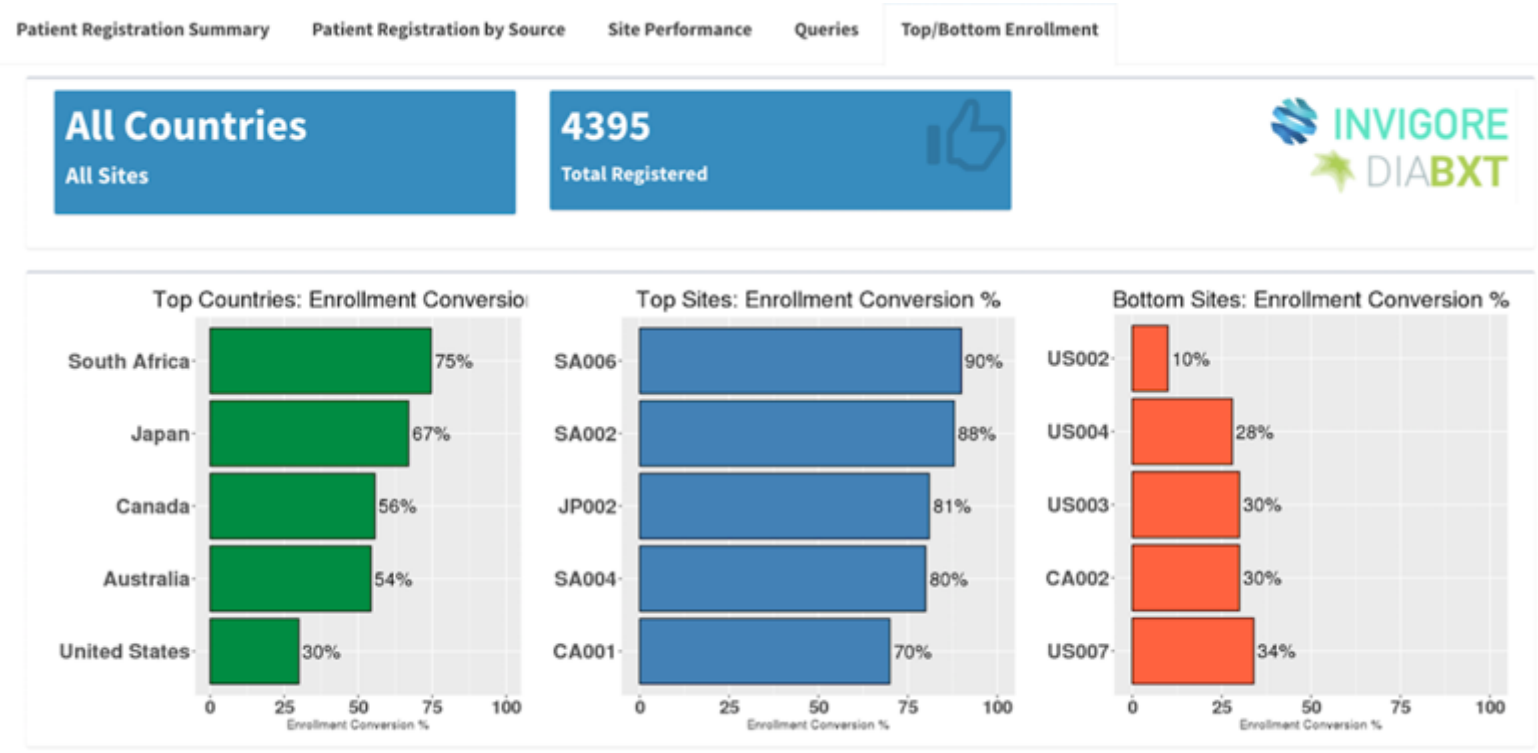 Patient Registration Summary
Patient Registration by Source
Site Performance
Queries
Top/Bottom Enrollment
All Countries
All Sites
4395
Total Registered
INVIGORE
DIABXT
Top Countries: Enrollment Conversio
South Africa
75%
Japan
67%
Canada
56%
Australia
54%
United States
30%
0 25 50 75 100
Enrollment Conversion %
Top Sites: Enrollment Conversion %
SA006
90%
SA002
88%
JP002
81%
SA004
80%
CA001
70%
0 25 50 75 100
Enrollment Conversion %
Bottom Sites: Enrollment Conversion %
US002
10%
US004
28%
US003
30%
CA002
30%
US007
34%
0 25 50 75 100
Enrollment Conversion %